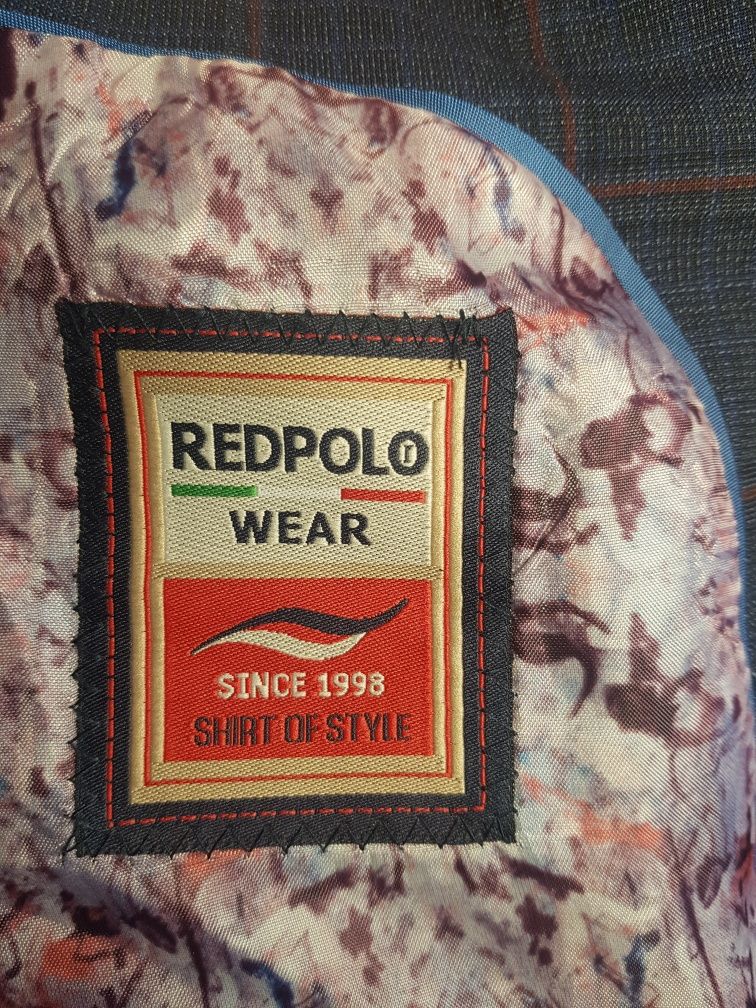 REDPOLO
r
WEAR
SINCE 1998
SHIRT OF STYLE